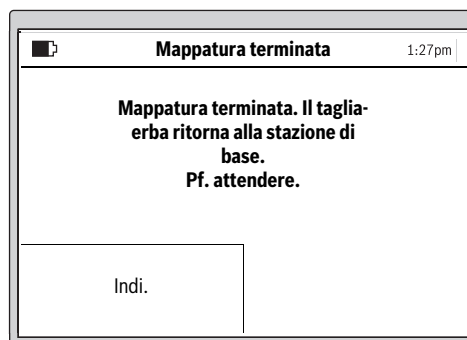 Mappatura terminata 1:27pm
Mappatura terminata. Il taglia-
erba ritorna alla stazione di
base.
Pf. attendere.
Indi.